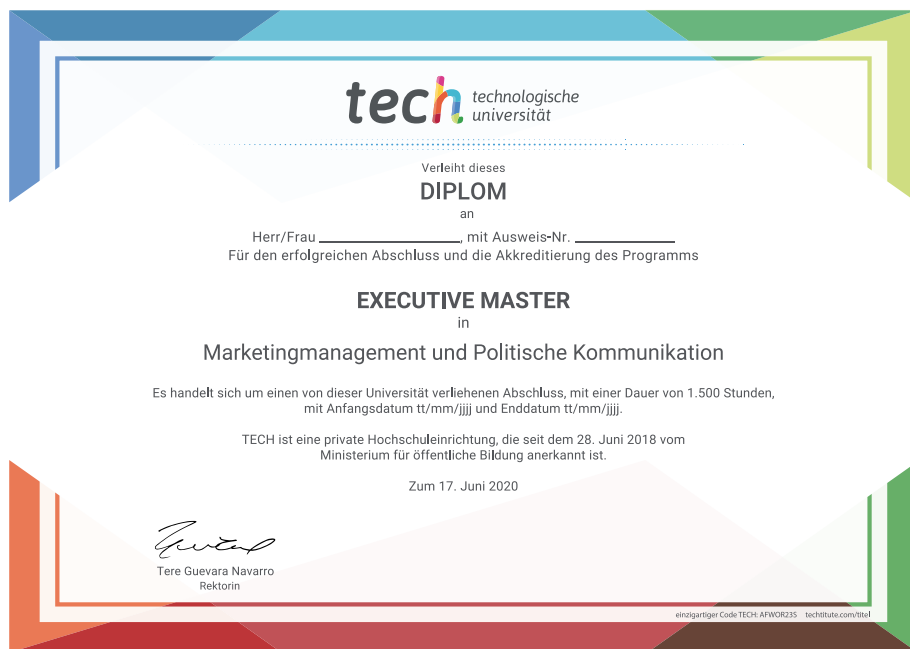 tech technologische
universität
Verleiht dieses
DIPLOM
an
Herr/Frau ____________, mit Ausweis-Nr. ____________
Für den erfolgreichen Abschluss und die Akkreditierung des Programms
EXECUTIVE MASTER
in
Marketingmanagement und Politische Kommunikation
Es handelt sich um einen von dieser Universität verliehenen Abschluss, mit einer Dauer von 1.500 Stunden,
mit Anfangsdatum tt/mm/jjjj und Enddatum tt/mm/jjjj.
TECH ist eine private Hochschuleinrichtung, die seit dem 28. Juni 2018 vom
Ministerium für öffentliche Bildung anerkannt ist.
Zum 17. Juni 2020
Tere Guevara Navarro
Rektorin
einzigartiger Code TECH: AFWOR23S techtitute.com/titel